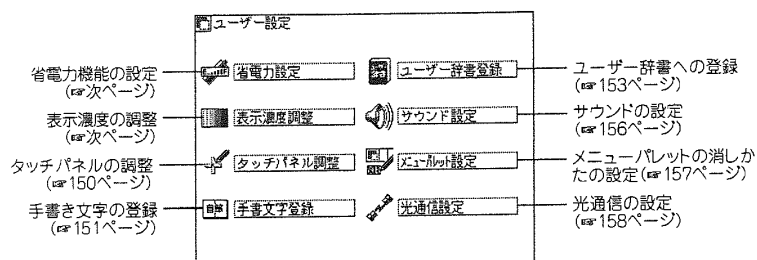 ユーザー設定
省電力機能の設定
(☞次ページ)
省電力設定
ユーザー辞書登録
ユーザー辞書への登録
(☞153ページ)
表示濃度の調整
(☞次ページ)
表示濃度調整
サウンド設定
サウンドの設定
(☞156ページ)
タッチパネルの調整
(☞150ページ)
タッチパネル調整
メニューパレット設定
メニューパレットの消しか
たの設定(☞157ページ)
手書き文字の登録
(☞151ページ)
手書文字登録
光通信設定
光通信の設定
(☞158ページ)